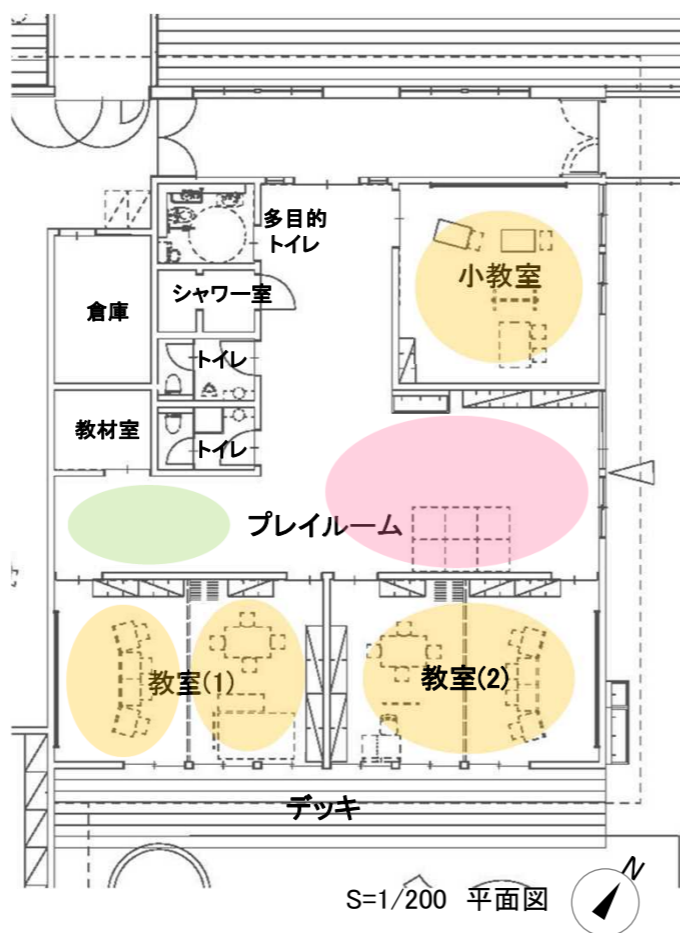 多目的
トイレ
小教室
シャワー室
倉庫
トイレ
教材室
トイレ
プレイルーム
教室(1)
教室(2)
デッキ
S=1/200 平面図
N